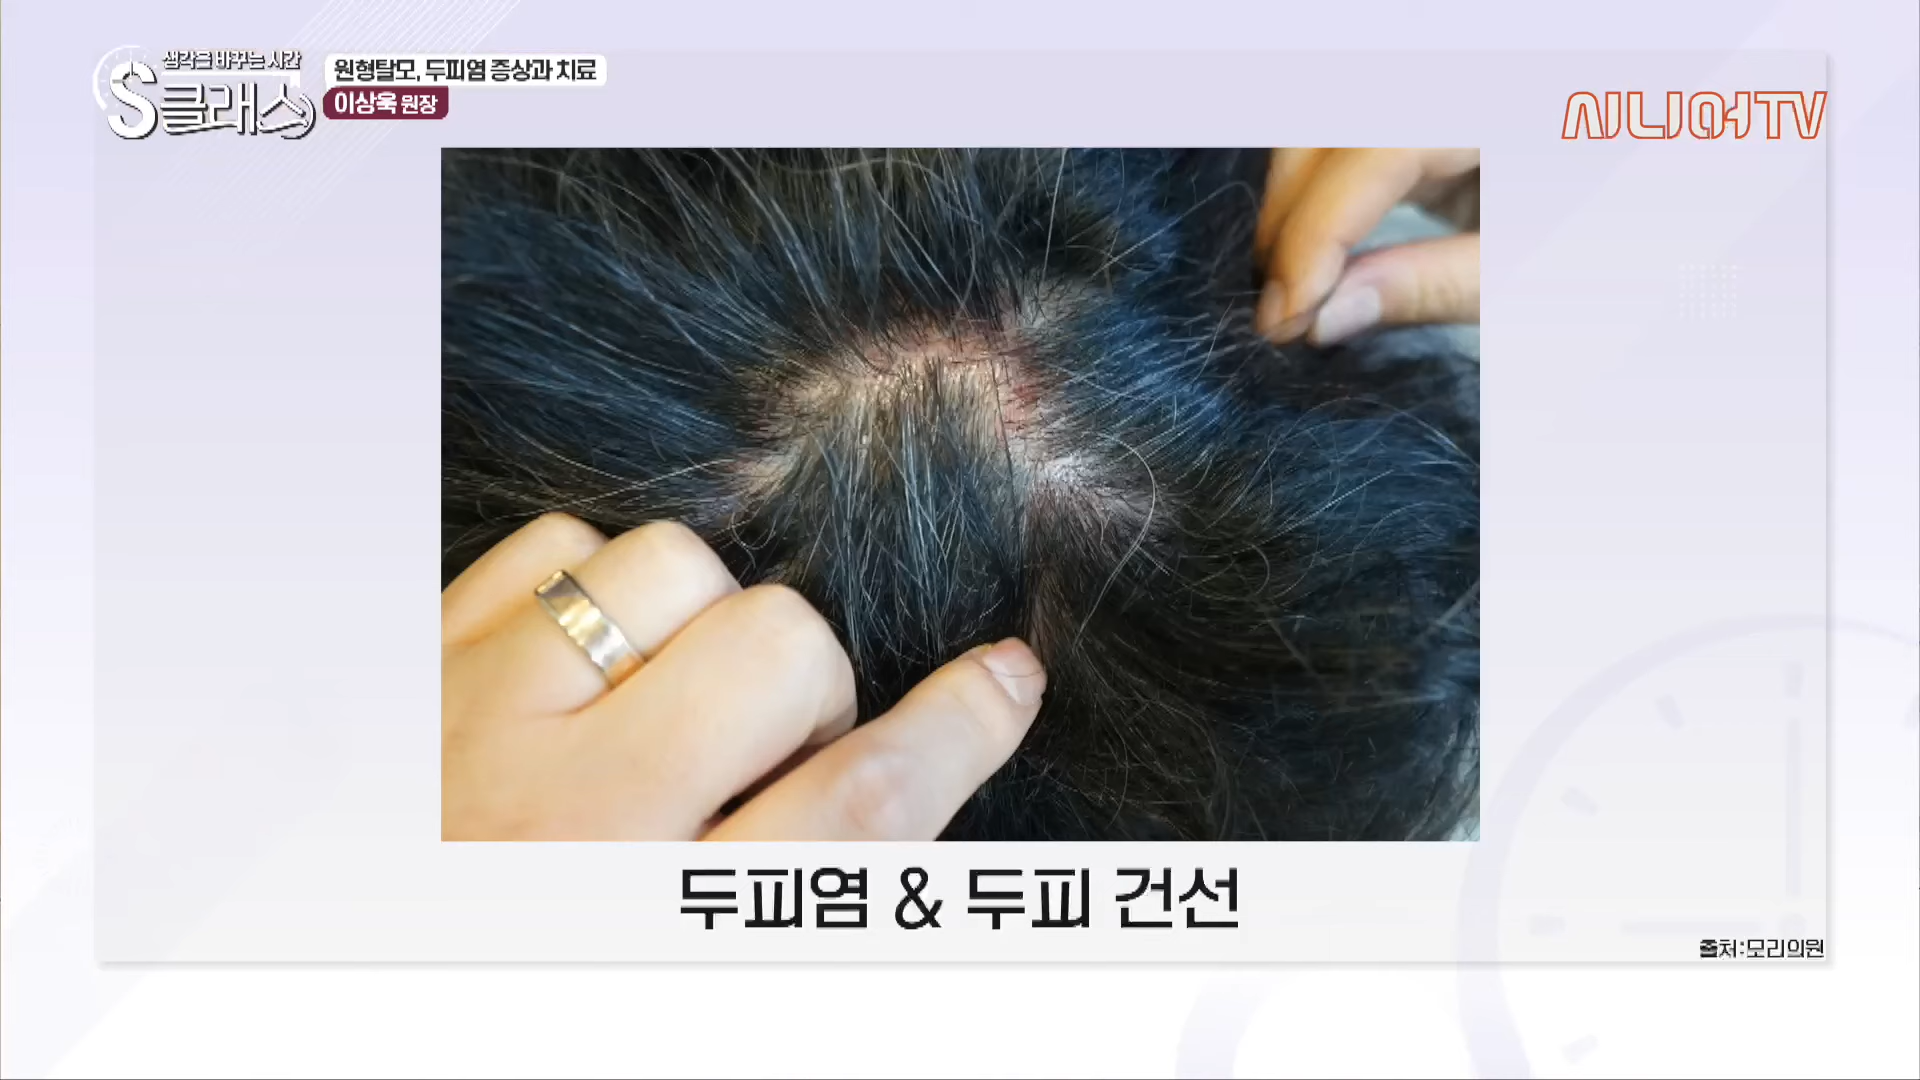 생각을 바꾸는 시간
S클래스
원형탈모, 두피염 증상과 치료
이상욱 원장
시니어TV
두피염 & 두피 건선
출처:모리의원